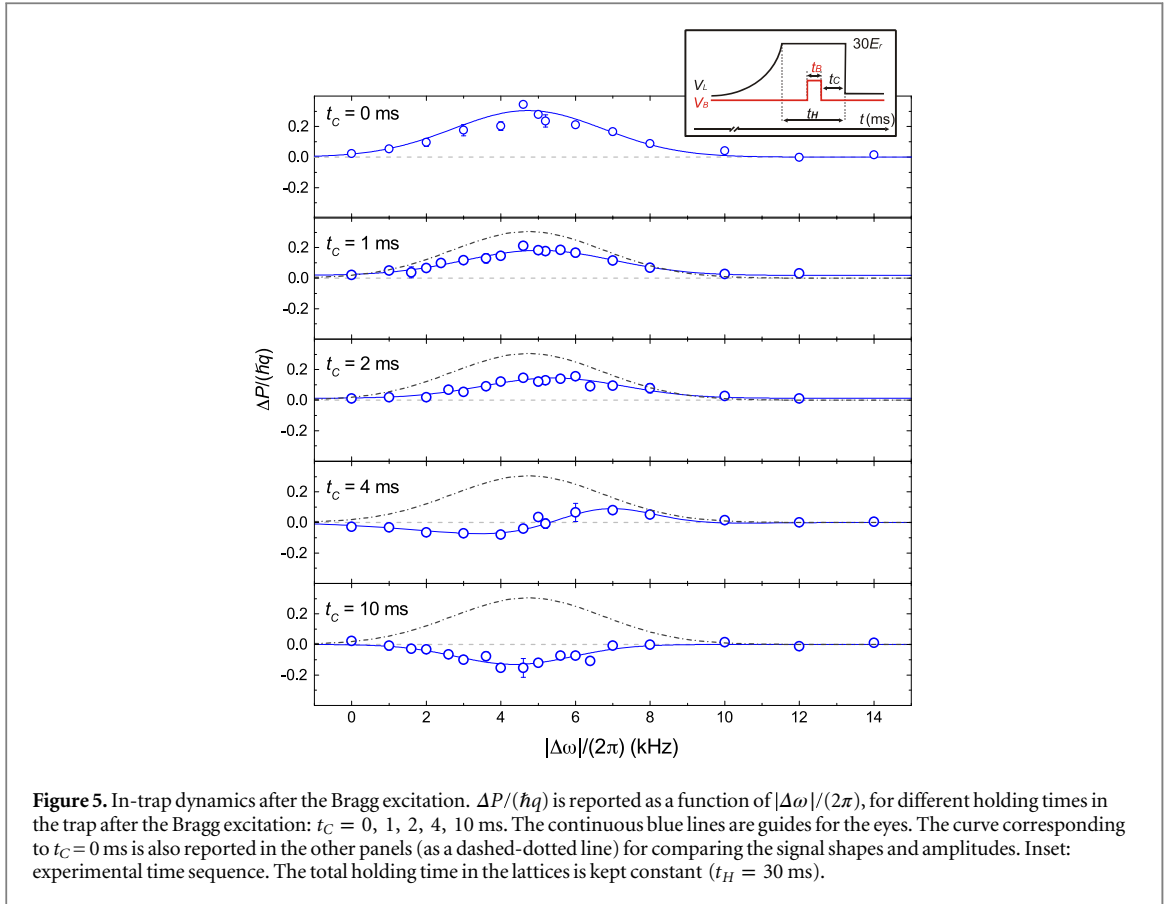 30Eᵣ
t_B
V_L
t_C
V_B
t_H
t(ms)
t_C = 0 ms
0.2
0.0
-0.2
t_C = 1 ms
0.2
0.0
-0.2
t_C = 2 ms
0.2
0.0
-0.2
ΔP/(ℏq)
t_C = 4 ms
0.2
0.0
-0.2
t_C = 10 ms
0.2
0.0
-0.2
0 2 4 6 8 10 12 14
|Δω|/(2π) (kHz)
Figure 5. In-trap dynamics after the Bragg excitation. ΔP/(ℏq) is reported as a function of |Δω|/(2π), for different holding times in
the trap after the Bragg excitation: t_C = 0, 1, 2, 4, 10 ms. The continuous blue lines are guides for the eyes. The curve corresponding
to t_C = 0 ms is also reported in the other panels (as a dashed-dotted line) for comparing the signal shapes and amplitudes. Inset:
experimental time sequence. The total holding time in the lattices is kept constant (t_H = 30 ms).